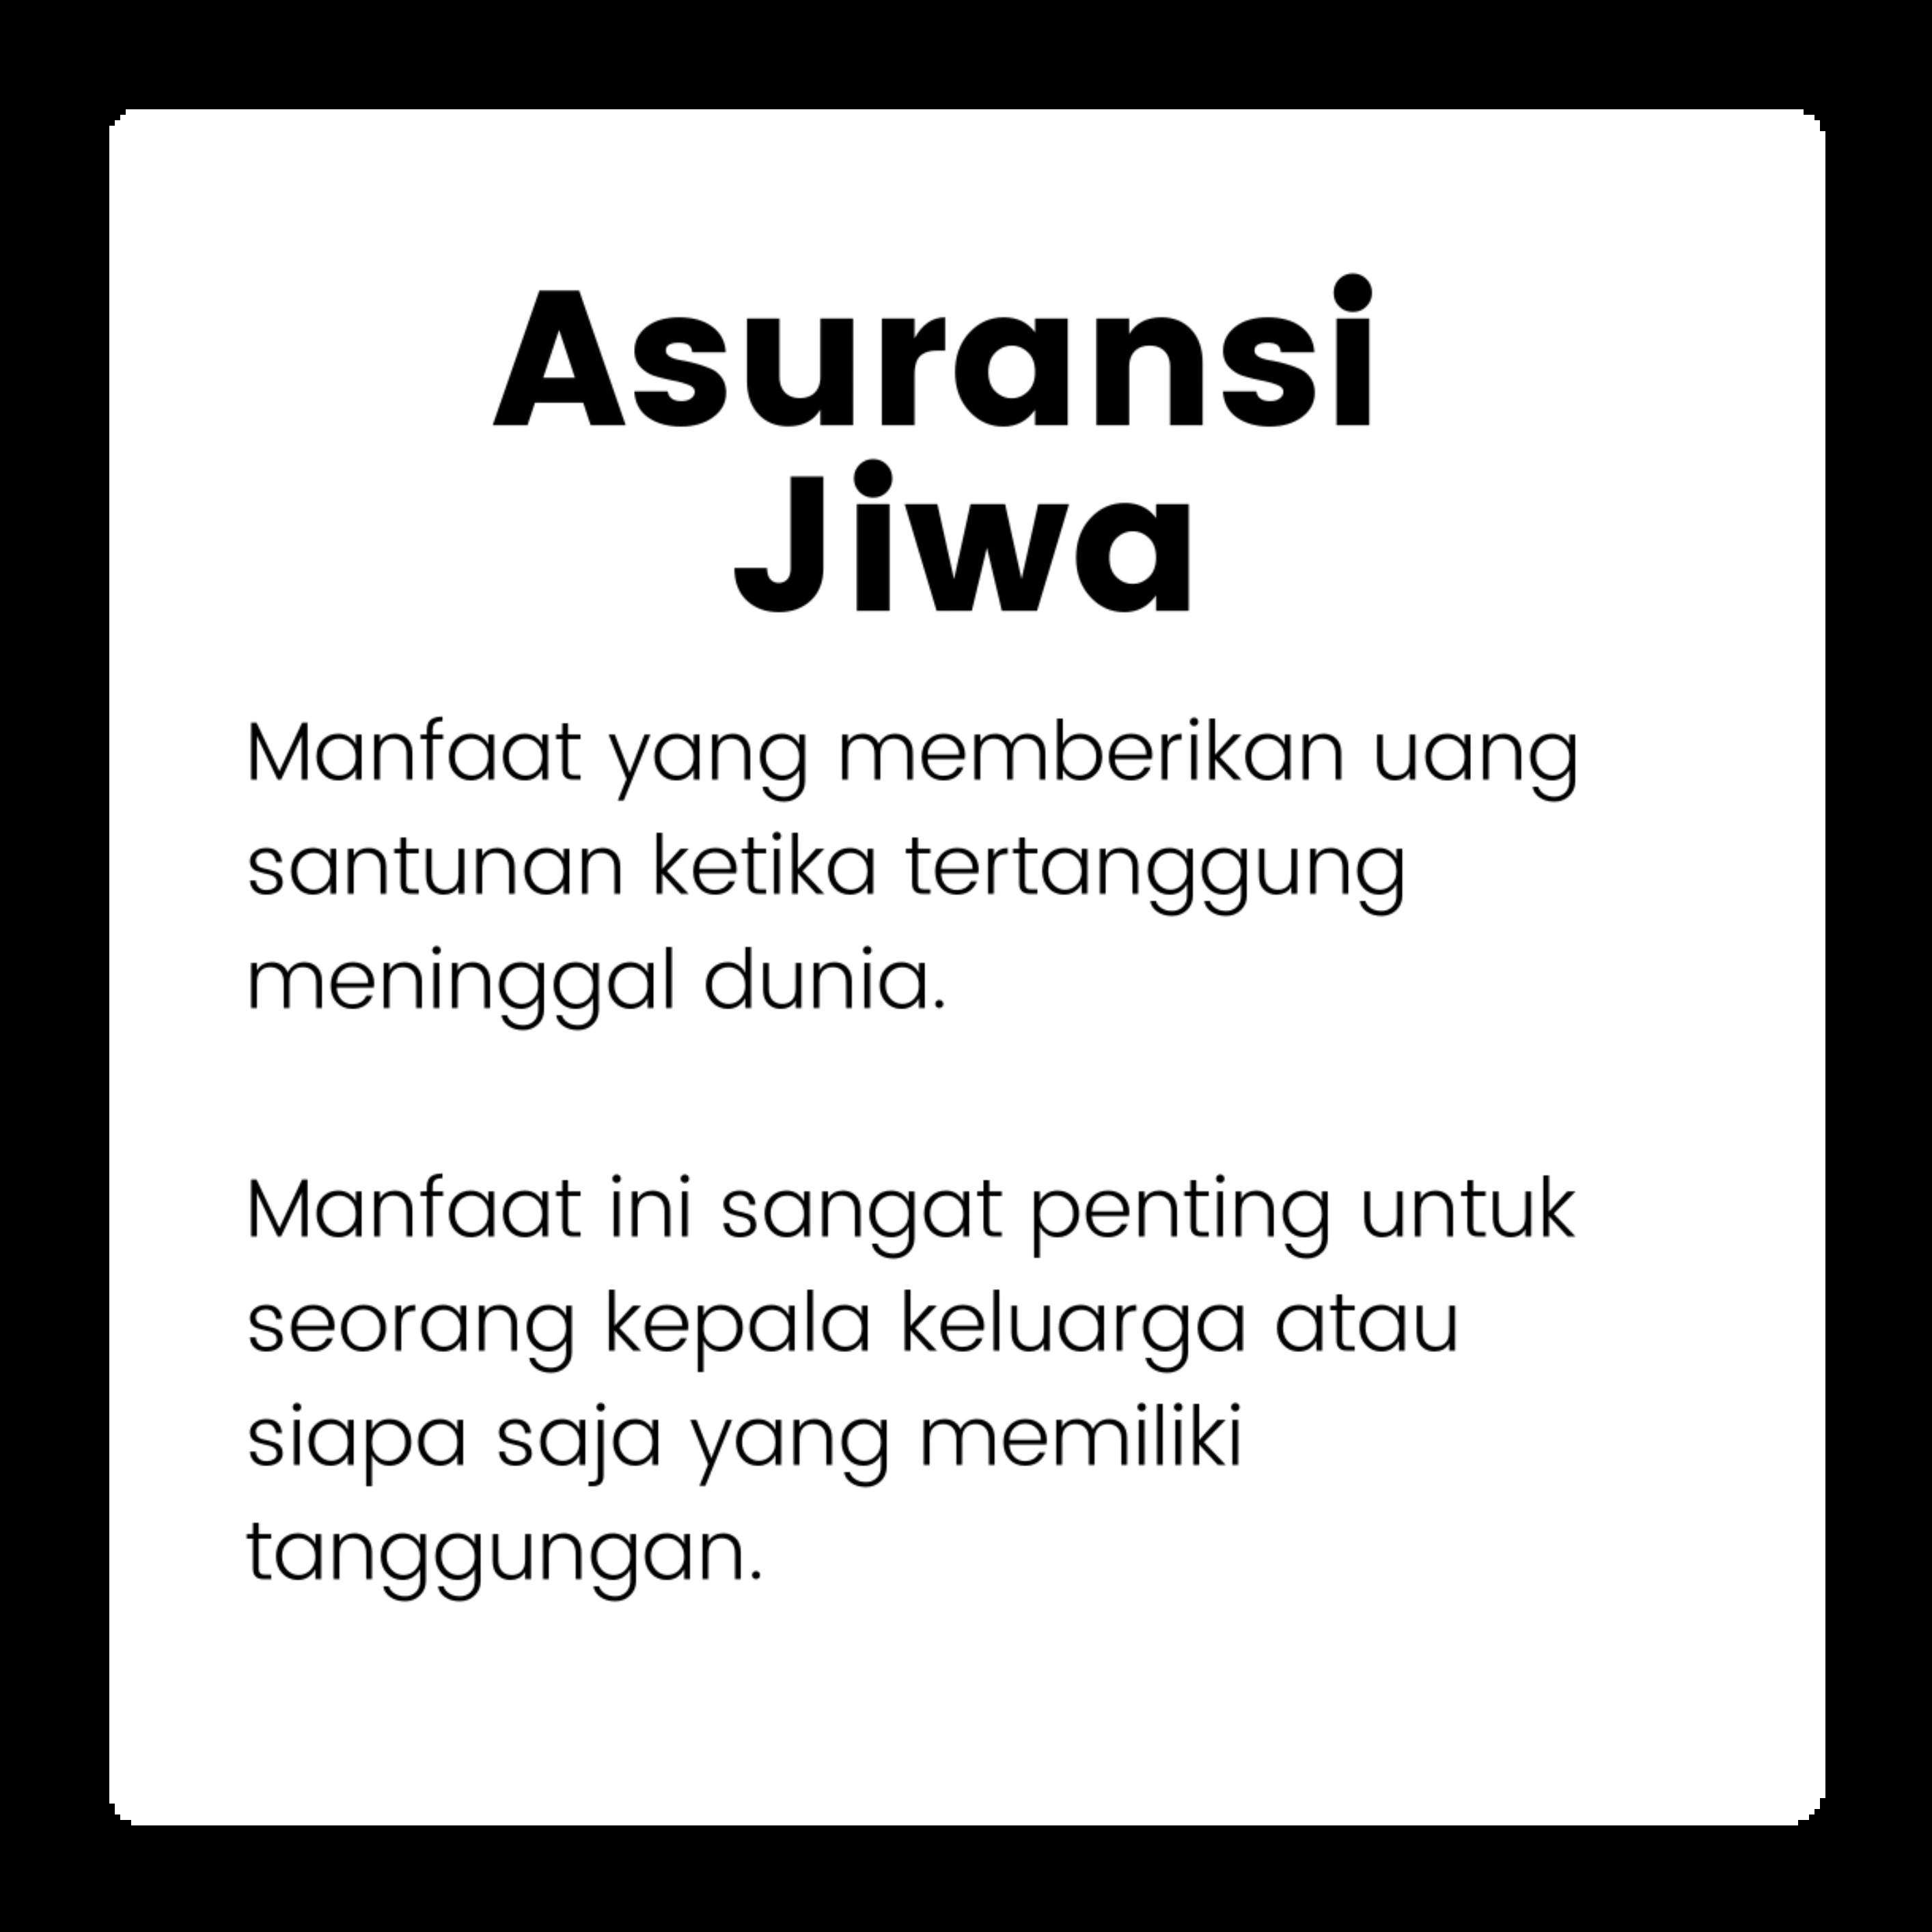 Asuransi
Jiwa
Manfaat yang memberikan uang
santunan ketika tertanggung
meninggal dunia.
Manfaat ini sangat penting untuk
seorang kepala keluarga atau
siapa saja yang memiliki
tanggungan.